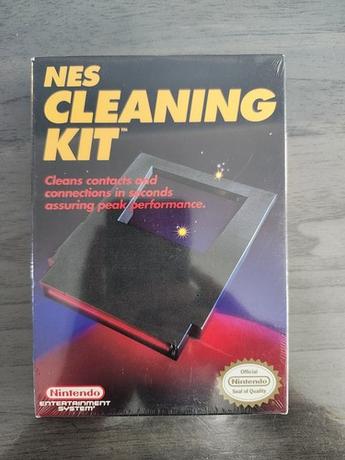 NES
CLEANING
KIT™
Cleans contacts and
connections in seconds
assuring peak performance.
Nintendo
ENTERTAINMENT
SYSTEM®
Official
Nintendo
Seal of Quality